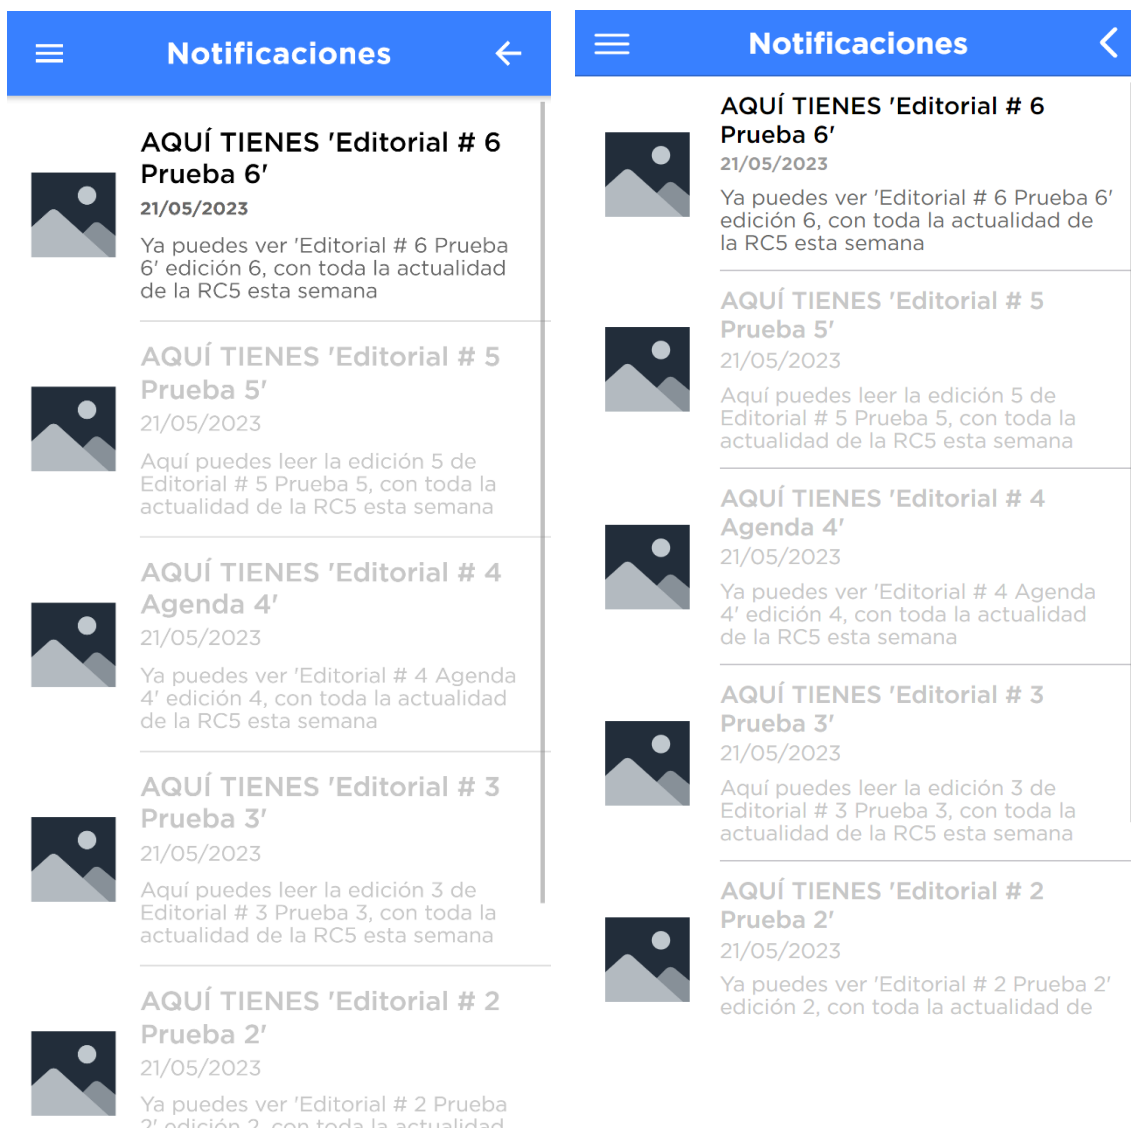 Notificaciones
AQUÍ TIENES 'Editorial # 6
Prueba 6'
21/05/2023
Ya puedes ver 'Editorial # 6 Prueba
6' edición 6, con toda la actualidad
de la RC5 esta semana
AQUÍ TIENES 'Editorial # 5
Prueba 5'
21/05/2023
Aquí puedes leer la edición 5 de
Editorial # 5 Prueba 5, con toda la
actualidad de la RC5 esta semana
AQUÍ TIENES 'Editorial # 4
Agenda 4'
21/05/2023
Ya puedes ver 'Editorial # 4 Agenda
4' edición 4, con toda la actualidad
de la RC5 esta semana
AQUÍ TIENES 'Editorial # 3
Prueba 3'
21/05/2023
Aquí puedes leer la edición 3 de
Editorial # 3 Prueba 3, con toda la
actualidad de la RC5 esta semana
AQUÍ TIENES 'Editorial # 2
Prueba 2'
21/05/2023
Ya puedes ver 'Editorial # 2 Prueba
2' edición 2, con toda la actualidad
Notificaciones
AQUÍ TIENES 'Editorial # 6
Prueba 6'
21/05/2023
Ya puedes ver 'Editorial # 6 Prueba 6'
edición 6, con toda la actualidad de
la RC5 esta semana
AQUÍ TIENES 'Editorial # 5
Prueba 5'
21/05/2023
Aquí puedes leer la edición 5 de
Editorial # 5 Prueba 5, con toda la
actualidad de la RC5 esta semana
AQUÍ TIENES 'Editorial # 4
Agenda 4'
21/05/2023
Ya puedes ver 'Editorial # 4 Agenda
4' edición 4, con toda la actualidad
de la RC5 esta semana
AQUÍ TIENES 'Editorial # 3
Prueba 3'
21/05/2023
Aquí puedes leer la edición 3 de
Editorial # 3 Prueba 3, con toda la
actualidad de la RC5 esta semana
AQUÍ TIENES 'Editorial # 2
Prueba 2'
21/05/2023
Ya puedes ver 'Editorial # 2 Prueba 2'
edición 2, con toda la actualidad de